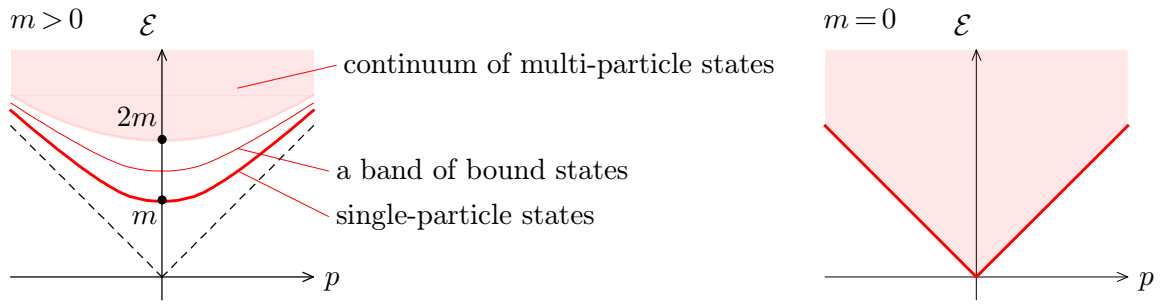 m > 0
ℰ
continuum of multi-particle states
2m
a band of bound states
m
single-particle states
p
m = 0
ℰ
p